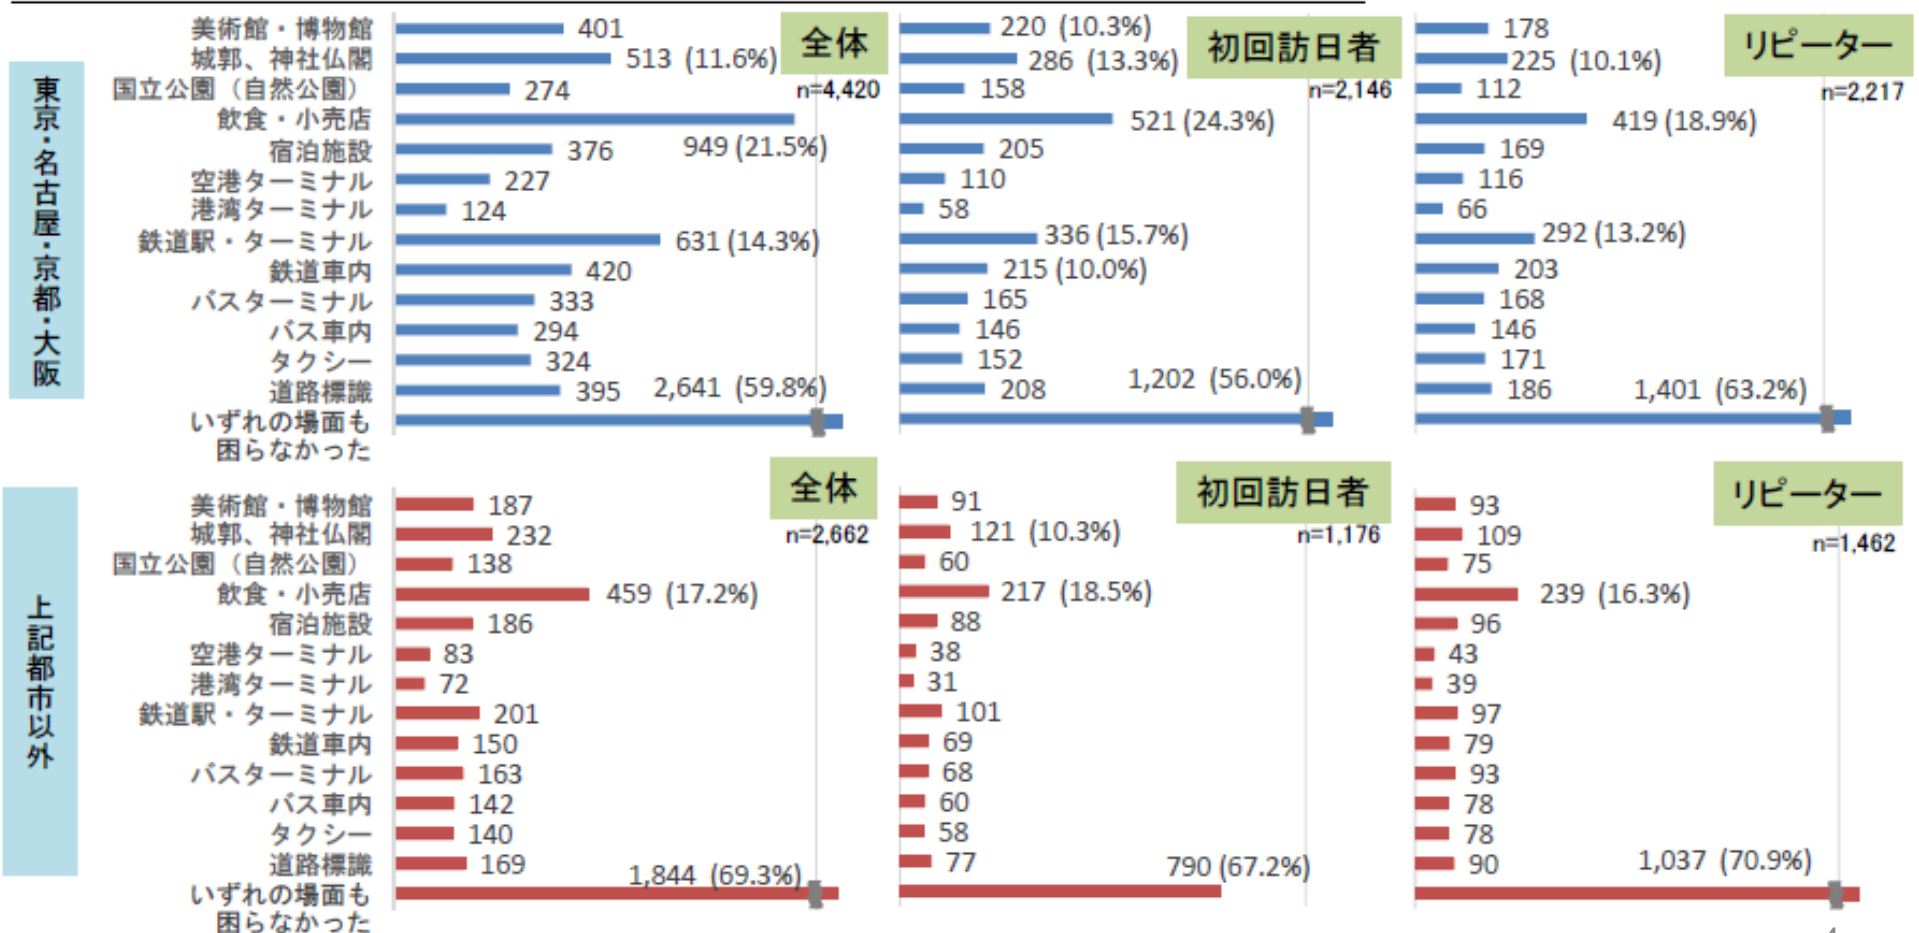 東京・名古屋・京都・大阪
全体
n=4,420
美術館・博物館 401
城郭、神社仏閣 513 (11.6%)
国立公園（自然公園） 274
飲食・小売店 949 (21.5%)
宿泊施設 376
空港ターミナル 227
港湾ターミナル 124
鉄道駅・ターミナル 631 (14.3%)
鉄道車内 420
バスターミナル 333
バス車内 294
タクシー 324
道路標識 395
いずれの場面も
困らなかった 2,641 (59.8%)
初回訪日者
n=2,146
220 (10.3%)
286 (13.3%)
158
521 (24.3%)
205
110
58
336 (15.7%)
215 (10.0%)
165
146
152
208
1,202 (56.0%)
リピーター
n=2,217
178
225 (10.1%)
112
419 (18.9%)
169
116
66
292 (13.2%)
203
168
146
171
186
1,401 (63.2%)
上記都市以外
全体
n=2,662
美術館・博物館 187
城郭、神社仏閣 232
国立公園（自然公園） 138
飲食・小売店 459 (17.2%)
宿泊施設 186
空港ターミナル 83
港湾ターミナル 72
鉄道駅・ターミナル 201
鉄道車内 150
バスターミナル 163
バス車内 142
タクシー 140
道路標識 169
いずれの場面も
困らなかった 1,844 (69.3%)
初回訪日者
n=1,176
91
121 (10.3%)
60
217 (18.5%)
88
38
31
101
69
68
60
58
77
790 (67.2%)
リピーター
n=1,462
93
109
75
239 (16.3%)
96
43
39
97
79
93
78
78
90
1,037 (70.9%)